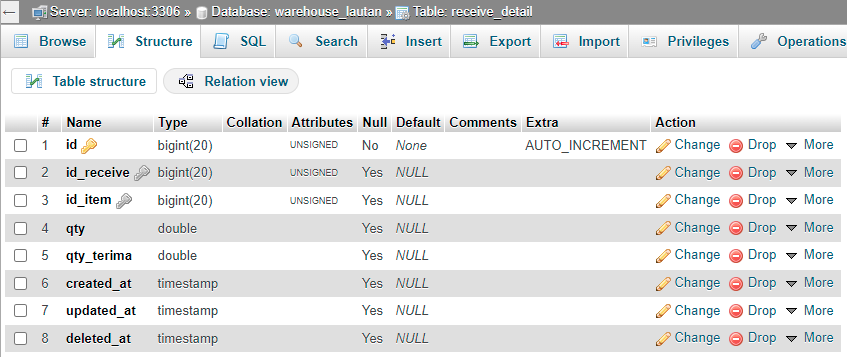 Server: localhost:3306 » Database: warehouse_lautan » Table: receive_detail
Browse Structure SQL Search Insert Export Import Privileges Operations
Table structure Relation view
# Name Type Collation Attributes Null Default Comments Extra Action
1 id bigint(20) UNSIGNED No None AUTO_INCREMENT Change Drop More
2 id_receive bigint(20) UNSIGNED Yes NULL Change Drop More
3 id_item bigint(20) UNSIGNED Yes NULL Change Drop More
4 qty double Yes NULL Change Drop More
5 qty_terima double Yes NULL Change Drop More
6 created_at timestamp Yes NULL Change Drop More
7 updated_at timestamp Yes NULL Change Drop More
8 deleted_at timestamp Yes NULL Change Drop More